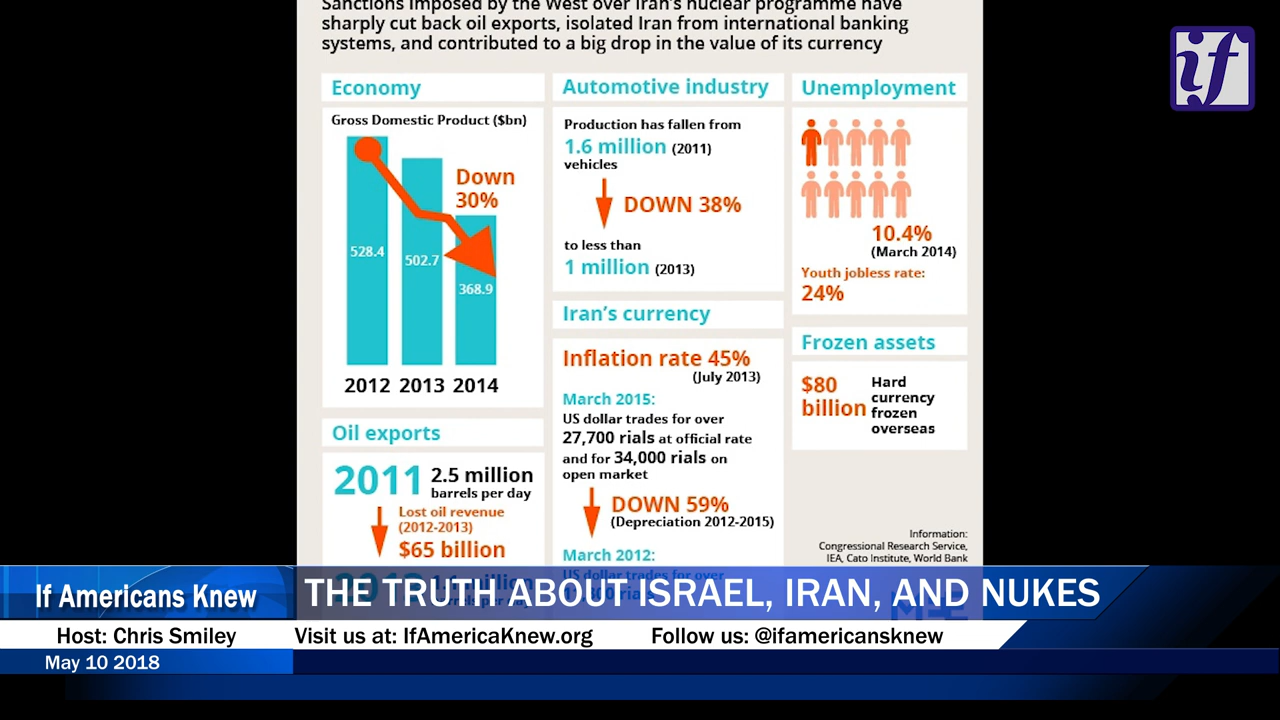 Sanctions imposed by the West over Iran's nuclear programme have
sharply cut back oil exports, isolated Iran from international banking
systems, and contributed to a big drop in the value of its currency
if
Economy
Gross Domestic Product ($bn)
Down
30%
528.4
502.7
368.9
2012 2013 2014
Oil exports
2011 2.5 million
barrels per day
Lost oil revenue
(2012-2013)
$65 billion
Automotive industry
Production has fallen from
1.6 million (2011)
vehicles
DOWN 38%
to less than
1 million (2013)
Iran's currency
Inflation rate 45%
(July 2013)
March 2015:
US dollar trades for over
27,700 rials at official rate
and for 34,000 rials on
open market
DOWN 59%
(Depreciation 2012-2015)
March 2012:
US dollar trades for over
Unemployment
10.4%
(March 2014)
Youth jobless rate:
24%
Frozen assets
$80
billion
Hard
currency
frozen
overseas
Information:
Congressional Research Service,
IEA, Cato Institute, World Bank
If Americans Knew
THE TRUTH ABOUT ISRAEL, IRAN, AND NUKES
Host: Chris Smiley Visit us at: IfAmericaKnew.org Follow us: @ifamericansknew
May 10 2018